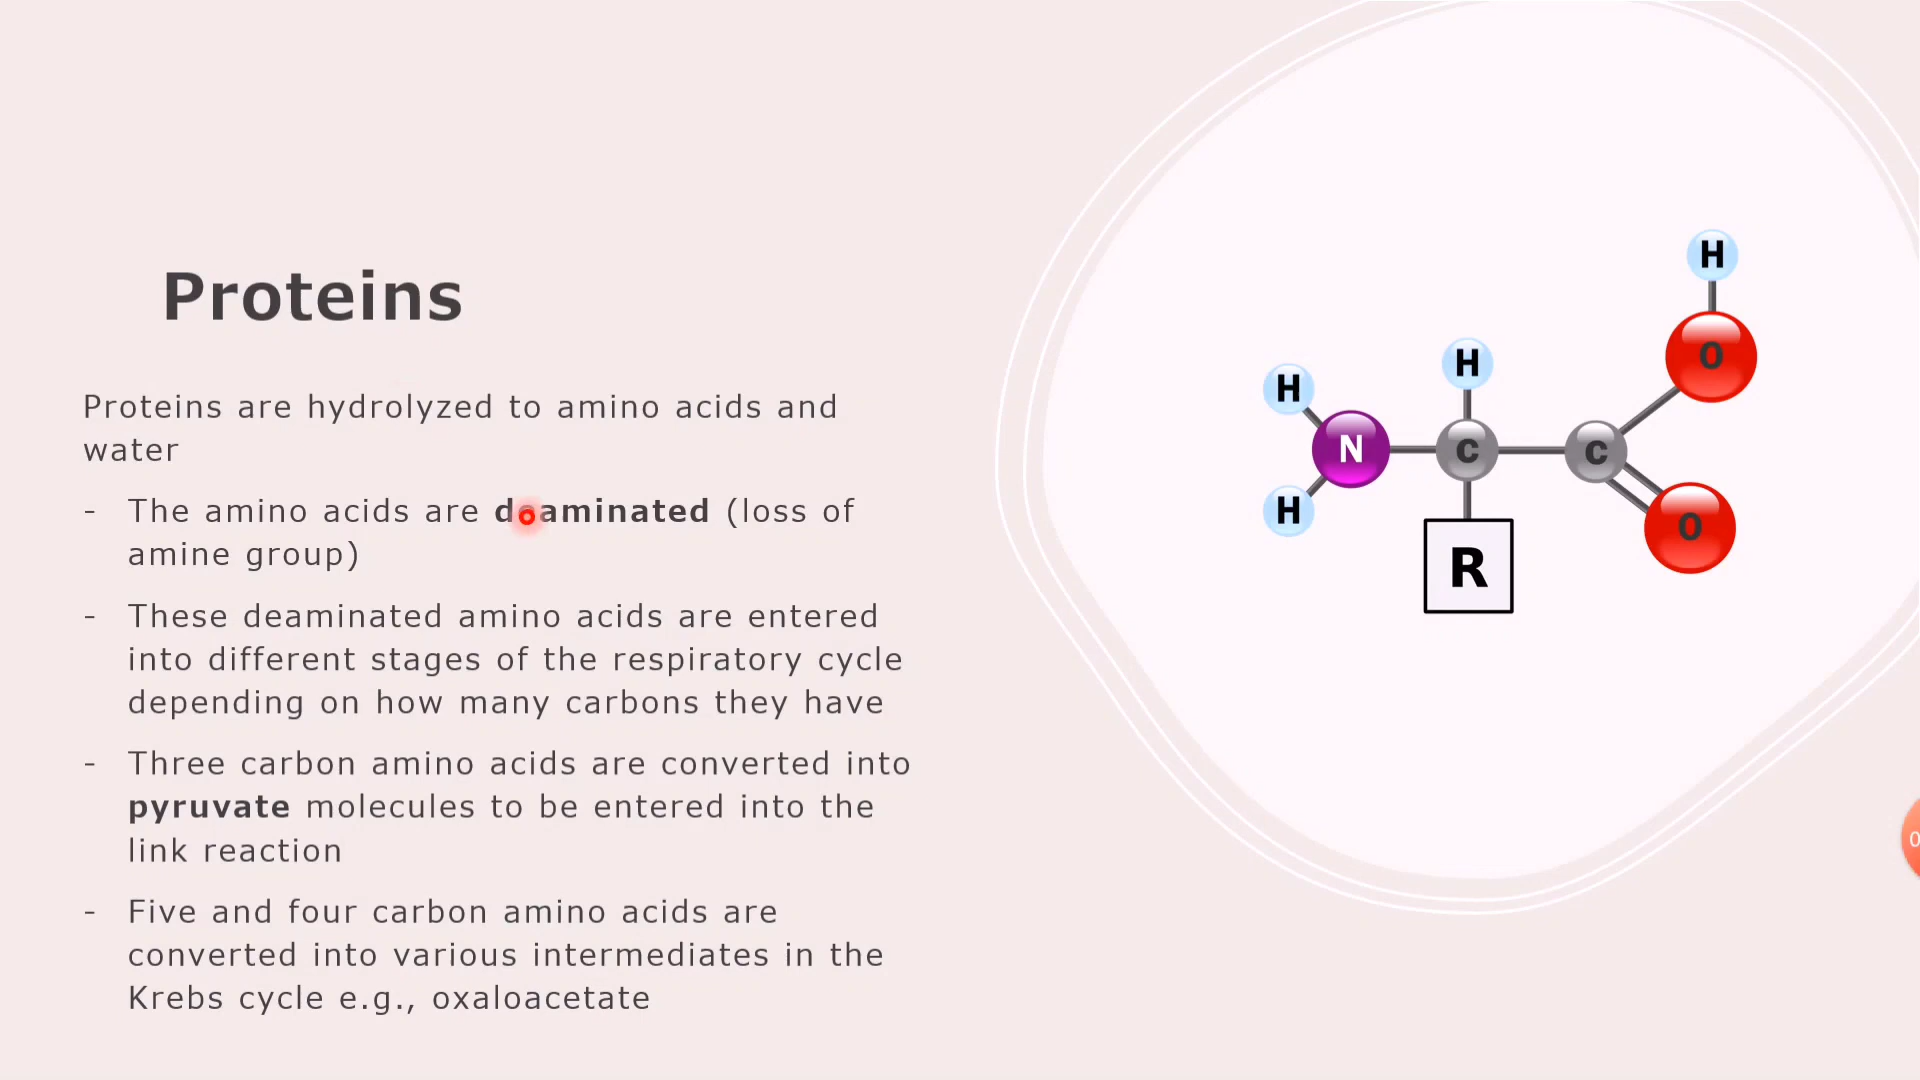 Proteins
Proteins are hydrolyzed to amino acids and
water
- The amino acids are deaminated (loss of
amine group)
- These deaminated amino acids are entered
into different stages of the respiratory cycle
depending on how many carbons they have
- Three carbon amino acids are converted into
pyruvate molecules to be entered into the
link reaction
- Five and four carbon amino acids are
converted into various intermediates in the
Krebs cycle e.g., oxaloacetate
H
O
H
H
N
C
C
H
R
O
0